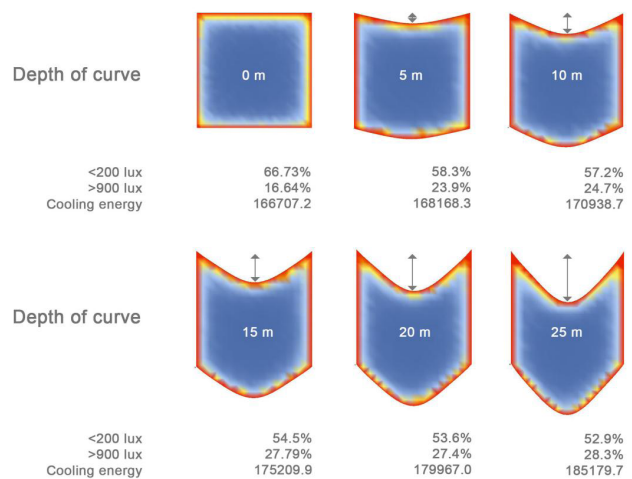 Depth of curve 0 m 5 m 10 m
<200 lux 66.73% 58.3% 57.2%
>900 lux 16.64% 23.9% 24.7%
Cooling energy 166707.2 168168.3 170938.7
Depth of curve 15 m 20 m 25 m
<200 lux 54.5% 53.6% 52.9%
>900 lux 27.79% 27.4% 28.3%
Cooling energy 175209.9 179967.0 185179.7